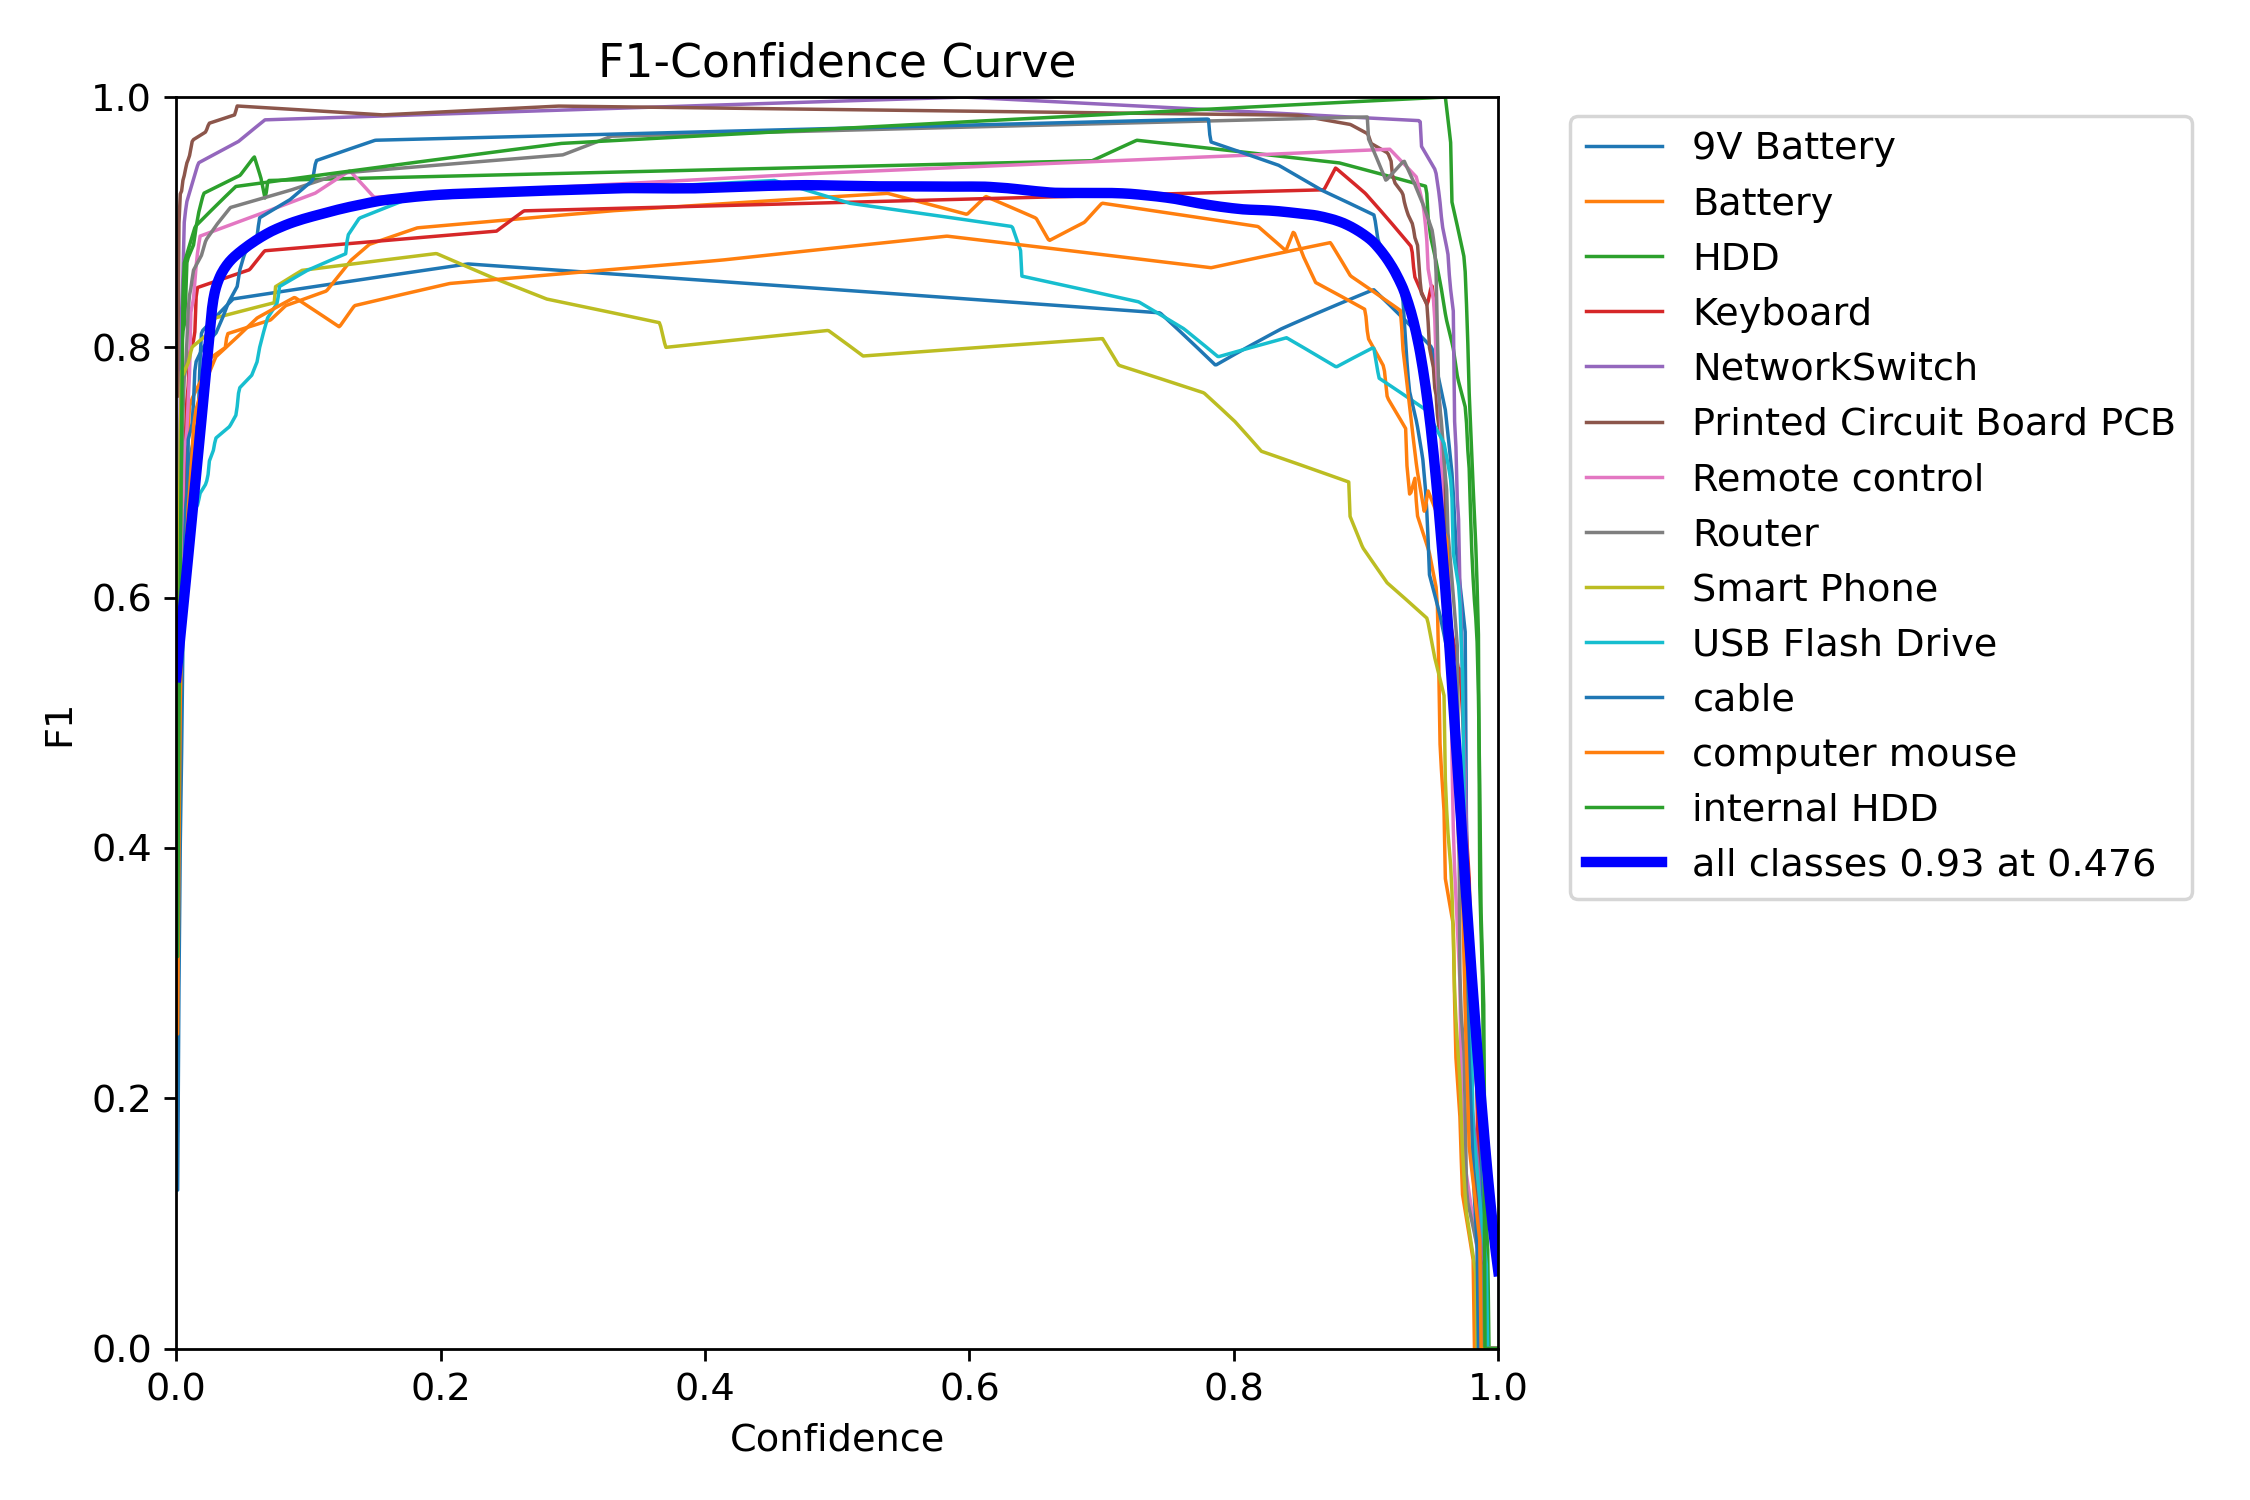 F1-Confidence Curve
1.0
0.8
0.6
0.4
0.2
0.0
F1
0.0 0.2 0.4 0.6 0.8 1.0
Confidence
9V Battery
Battery
HDD
Keyboard
NetworkSwitch
Printed Circuit Board PCB
Remote control
Router
Smart Phone
USB Flash Drive
cable
computer mouse
internal HDD
all classes 0.93 at 0.476